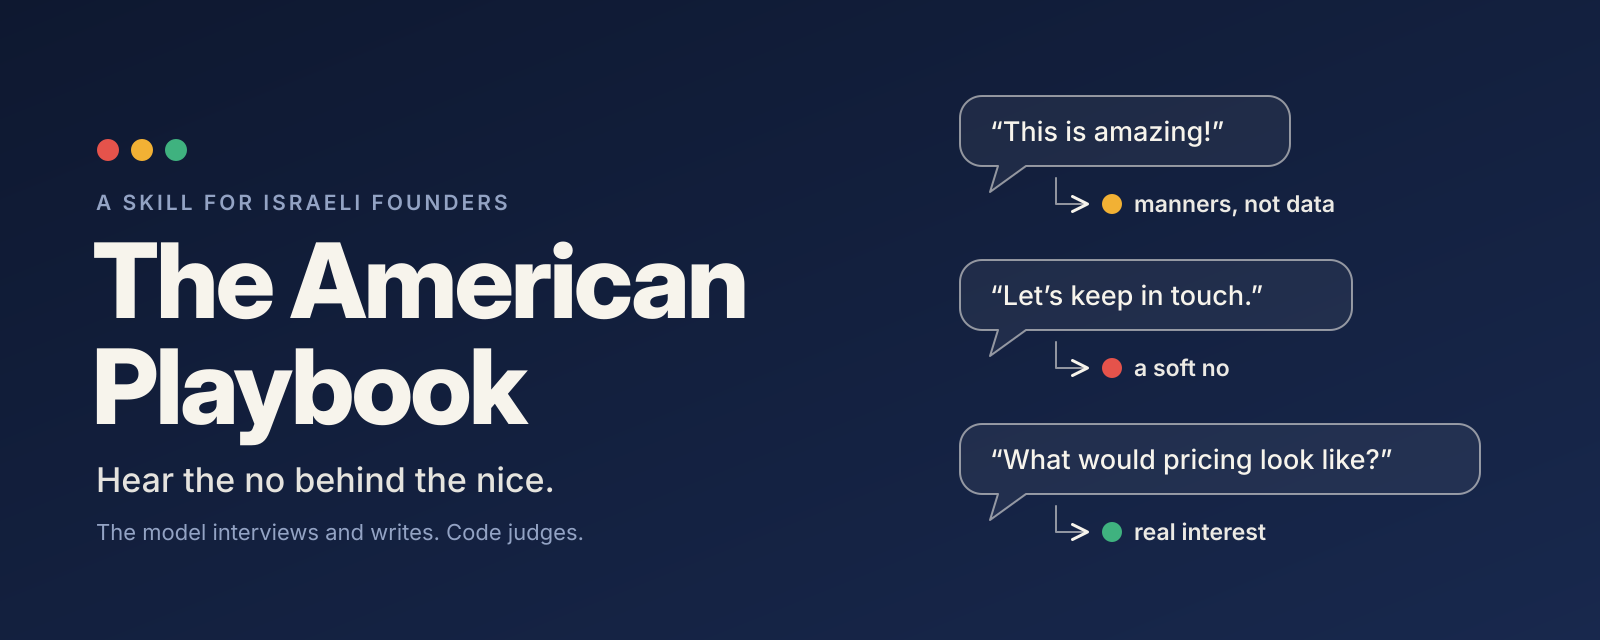 A SKILL FOR ISRAELI FOUNDERS
The American
Playbook
Hear the no behind the nice.
The model interviews and writes. Code judges.
“This is amazing!”
manners, not data
“Let’s keep in touch.”
a soft no
“What would pricing look like?”
real interest